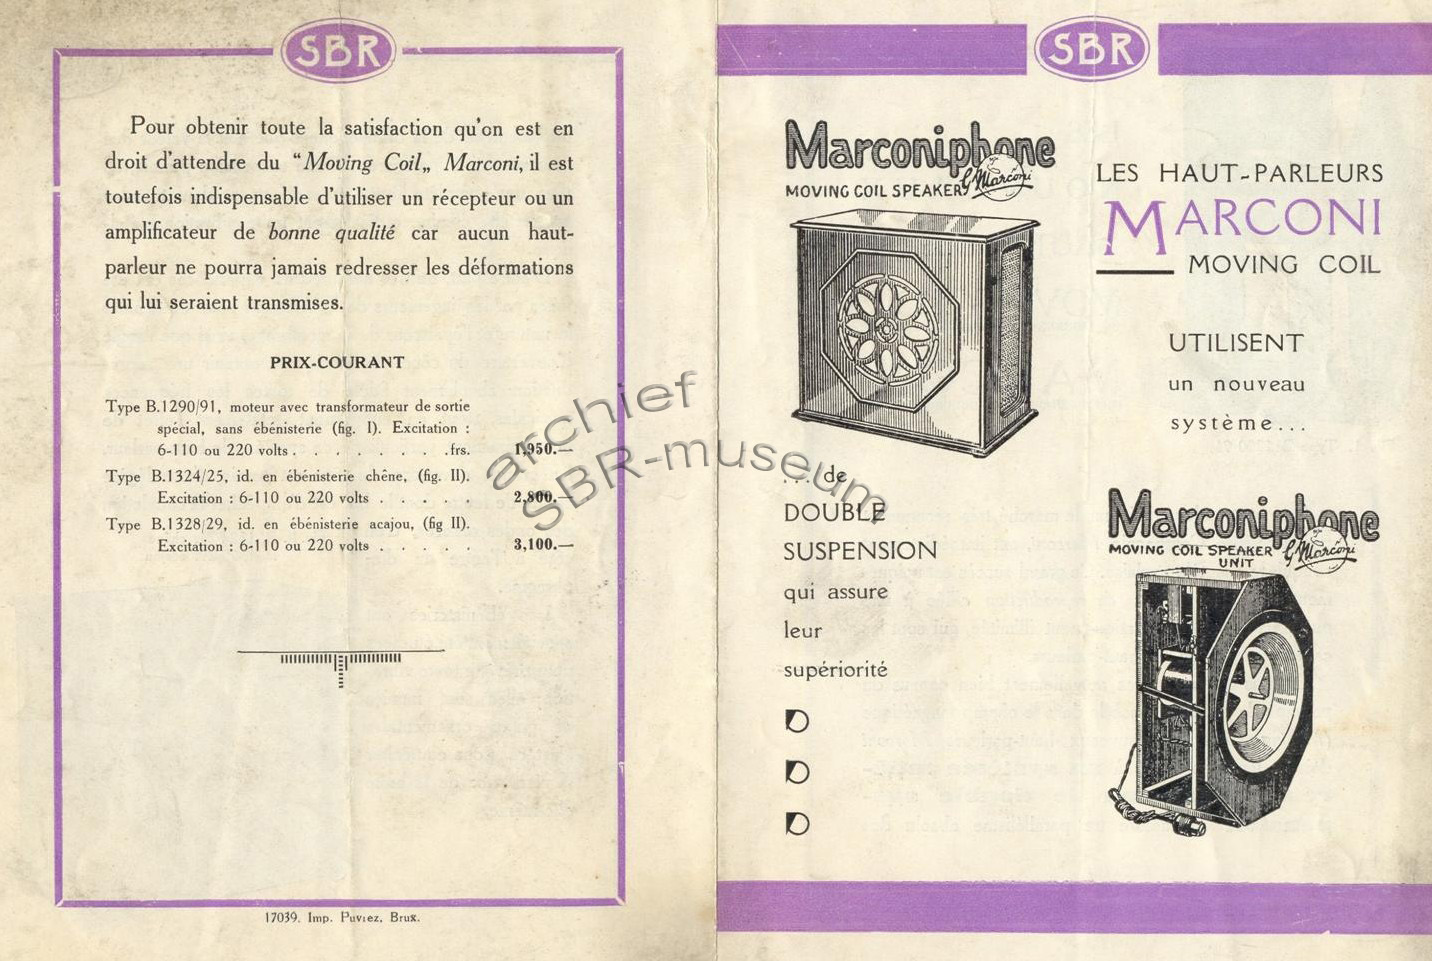 SBR
Pour obtenir toute la satisfaction qu'on est en
droit d'attendre du “Moving Coil„ Marconi, il est
toutefois indispensable d'utiliser un récepteur ou un
amplificateur de bonne qualité car aucun haut-
parleur ne pourra jamais redresser les déformations
qui lui seraient transmises.
PRIX-COURANT
Type B.1290/91, moteur avec transformateur de sortie
spécial, sans ébénisterie (fig. I). Excitation :
6-110 ou 220 volts . . . . . . . . frs. 1,950.—
Type B.1324/25, id. en ébénisterie chêne, (fig. II).
Excitation : 6-110 ou 220 volts . . . . . 2,800.—
Type B.1328/29, id. en ébénisterie acajou, (fig II).
Excitation : 6-110 ou 220 volts . . . . . 3,100.—
17039. Imp. Puvrez, Brux.
archief
SBR-museum
SBR
Marconiphone
MOVING COIL SPEAKER
G Marconi
LES HAUT-PARLEURS
MARCONI
MOVING COIL
UTILISENT
un nouveau
système...
...de
DOUBLE
SUSPENSION
qui assure
leur
supériorité
Marconiphone
MOVING COIL SPEAKER
UNIT
G Marconi